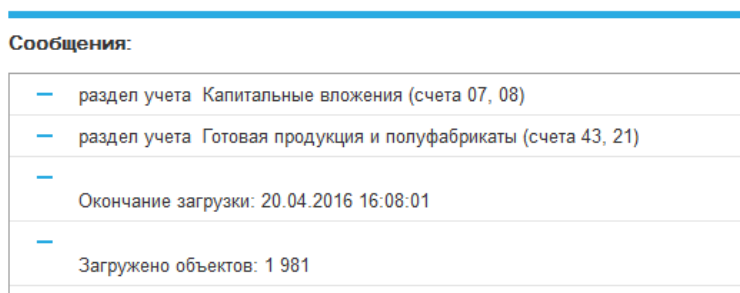 Сообщения:
раздел учета Капитальные вложения (счета 07, 08)
раздел учета Готовая продукция и полуфабрикаты (счета 43, 21)
Окончание загрузки: 20.04.2016 16:08:01
Загружено объектов: 1 981